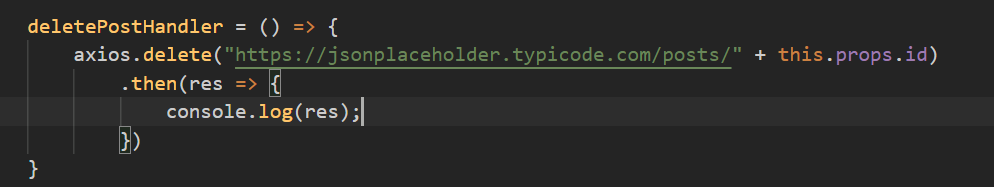 deletePostHandler = () => {
    axios.delete("https://jsonplaceholder.typicode.com/posts/" + this.props.id)
        .then(res => {
            console.log(res);
        })
}